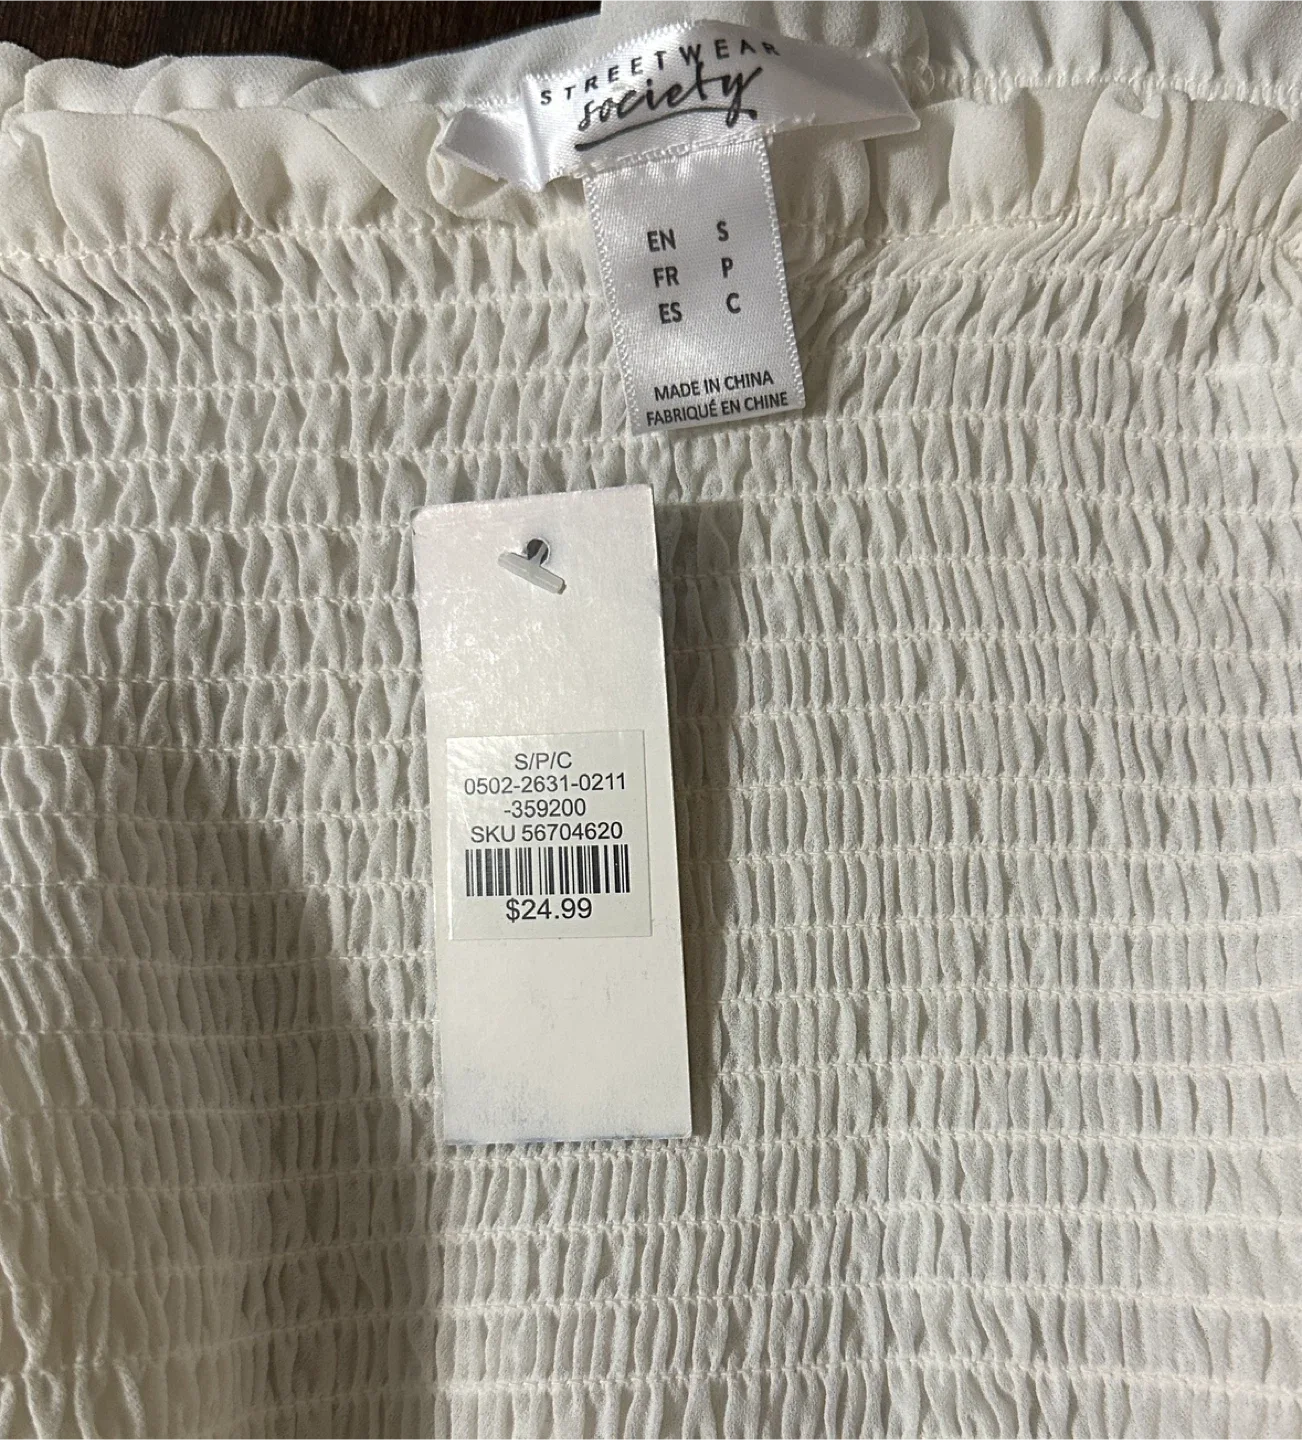 STREETWEAR
society
EN S
FR P
ES C
MADE IN CHINA
FABRIQUÉ EN CHINE
S/P/C
0502-2631-0211
-359200
SKU 56704620
$24.99